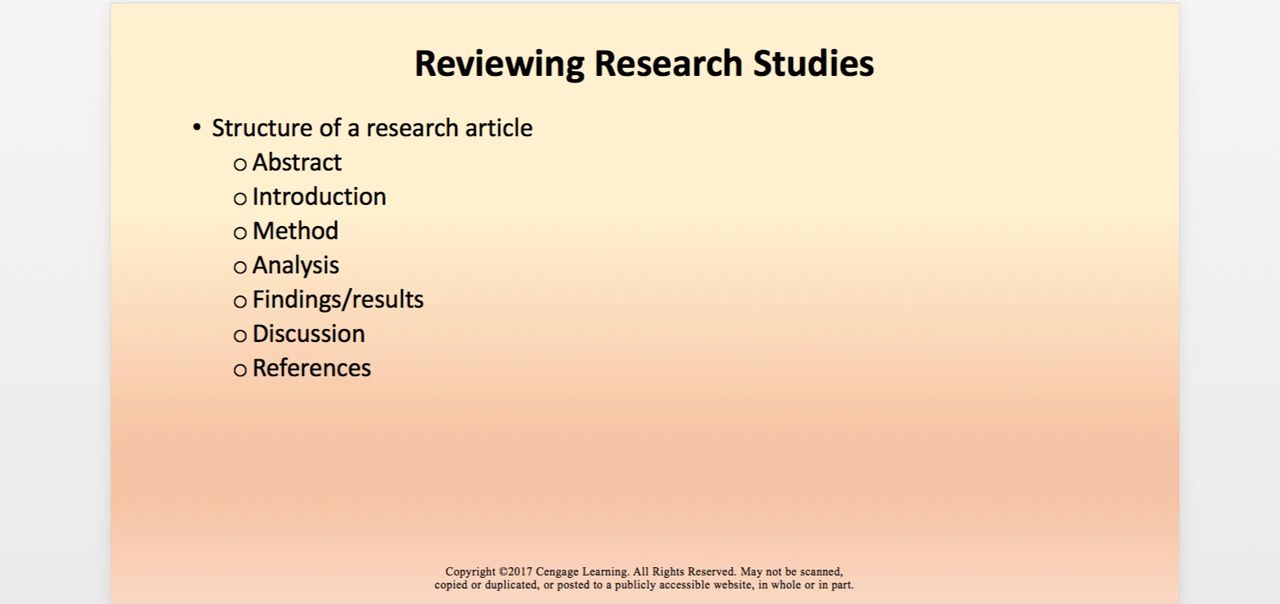 Reviewing Research Studies
• Structure of a research article
o Abstract
o Introduction
o Method
o Analysis
o Findings/results
o Discussion
o References
Copyright ©2017 Cengage Learning. All Rights Reserved. May not be scanned,
copied or duplicated, or posted to a publicly accessible website, in whole or in part.